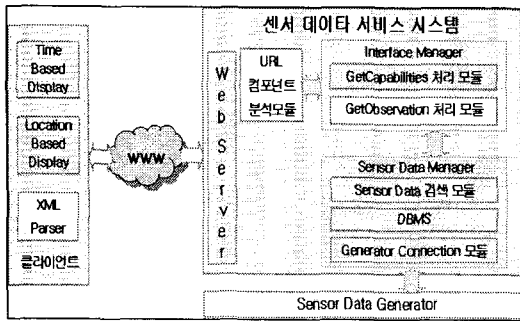 센서 데이타 서비스 시스템
Time
Based
Display
Location
Based
Display
XML
Parser
클라이언트
WWW
Web Server
URL
컴포넌트
분석모듈
Interface Manager
GetCapabilities 처리 모듈
GetObservation 처리 모듈
Sensor Data Manager
Sensor Data 검색 모듈
DBMS
Generator Connection 모듈
Sensor Data Generator